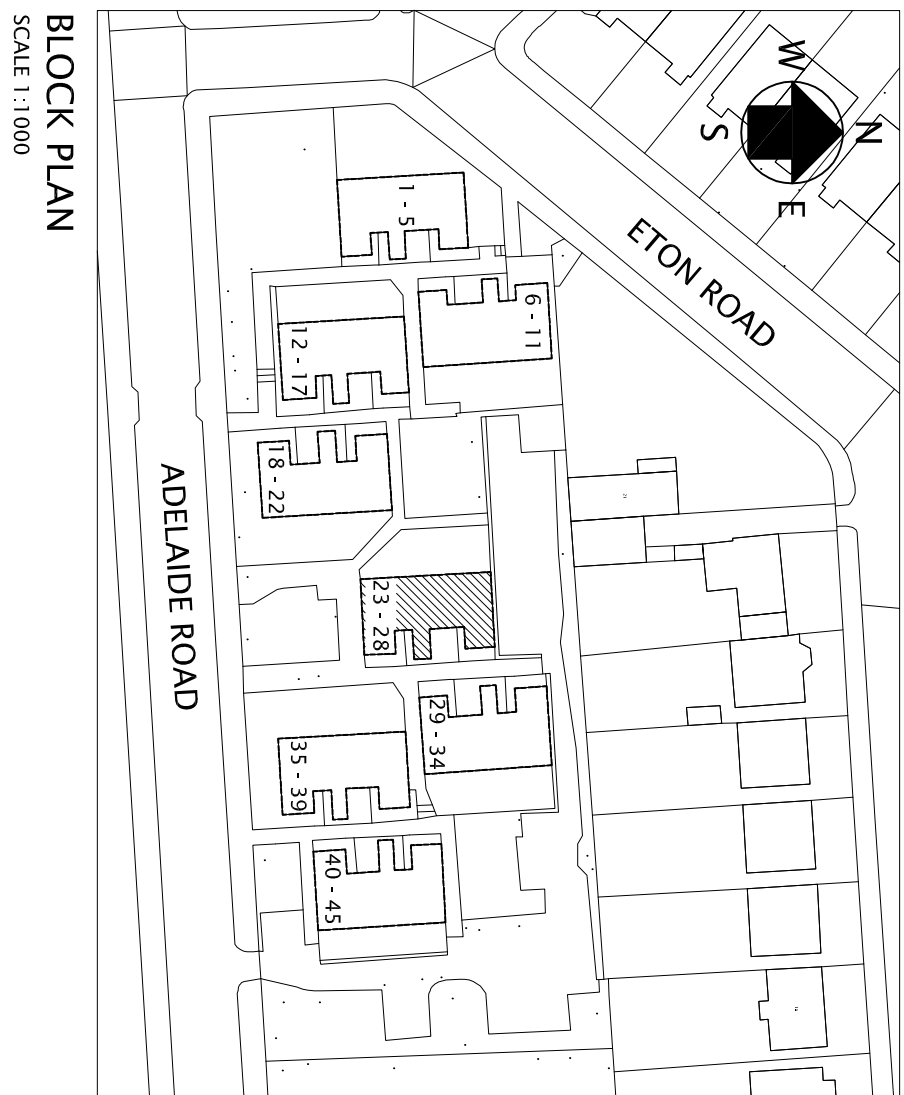 BLOCK PLAN
SCALE 1:1000
N
W
E
S
ETON ROAD
ADELAIDE ROAD
1 - 5
6 - 11
12 - 17
18 - 22
23 - 28
29 - 34
35 - 39
40 - 45